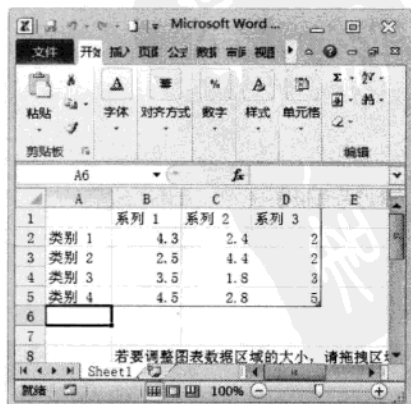 Microsoft Word ...
文件 开始 插入 页面 公式 数据 审阅 视图
粘贴 字体 对齐方式 数字 样式 单元格
剪贴板 编辑
A6 fx
A B C D E
1 系列 1 系列 2 系列 3
2 类别 1 4.3 2.4 2
3 类别 2 2.5 4.4 2
4 类别 3 3.5 1.8 3
5 类别 4 4.5 2.8 5
6
7
8 若要调整图表数据区域的大小，请拖拽区
Sheet1
就绪 100%